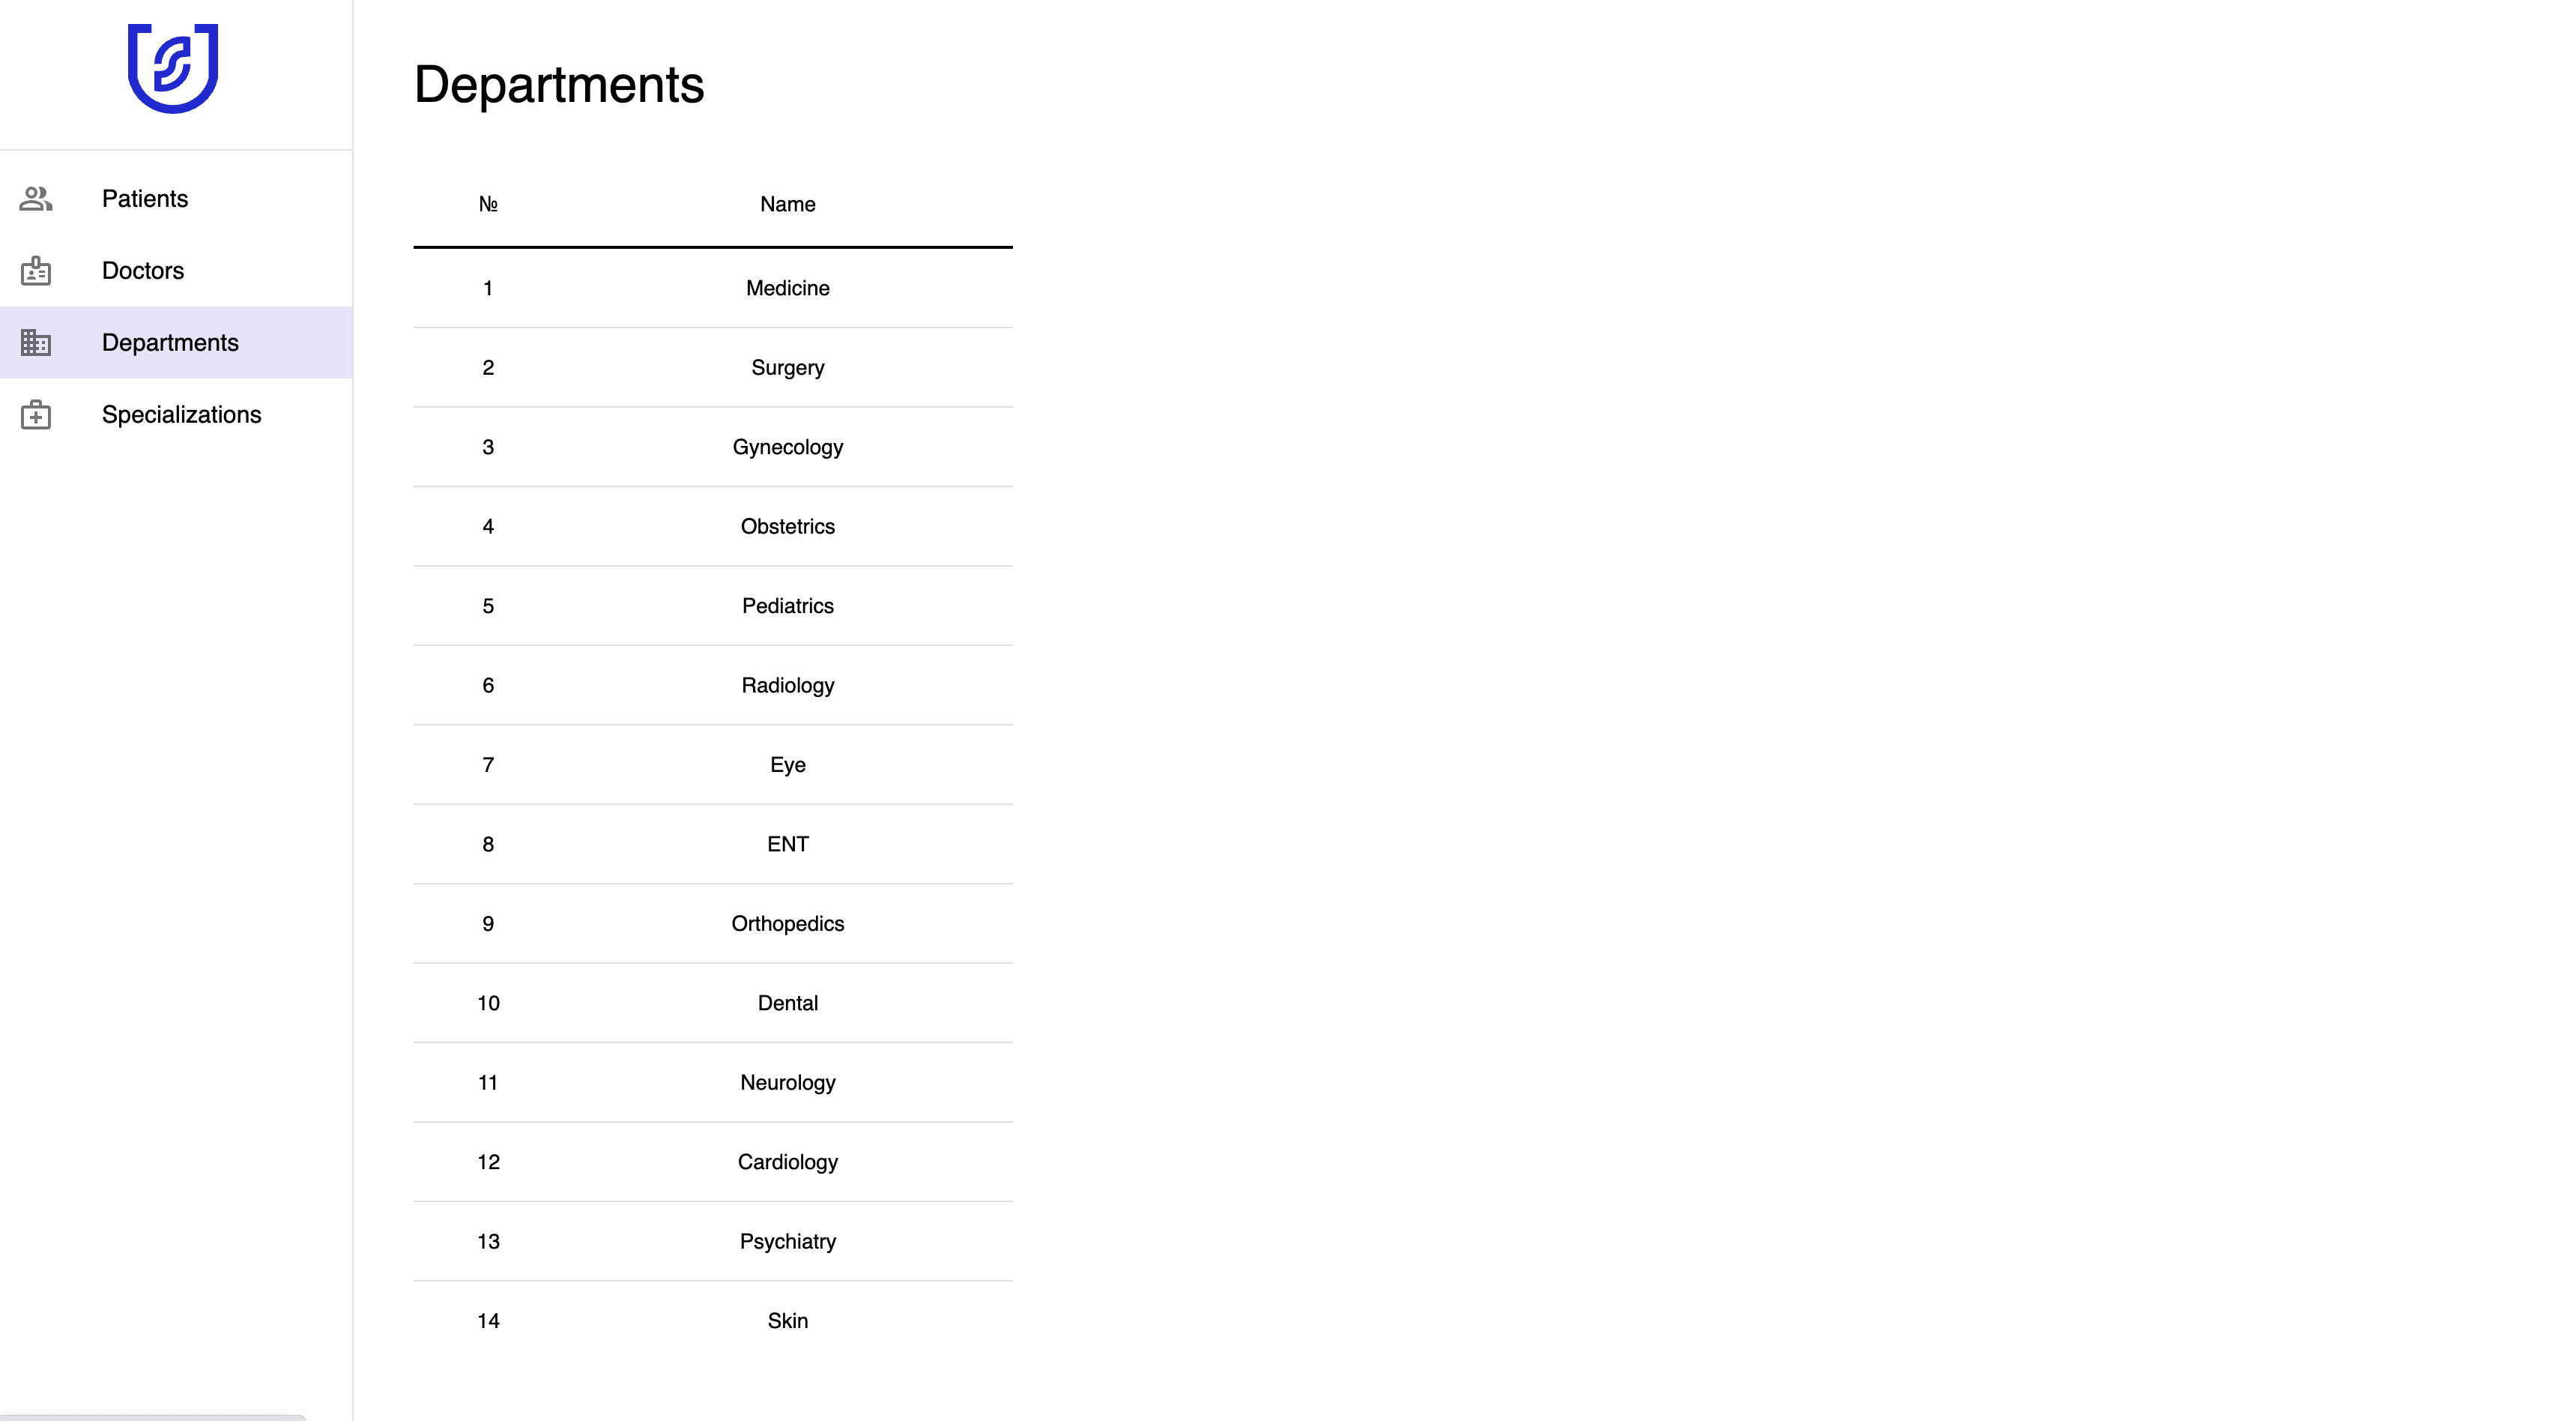 Patients
Doctors
Departments
Specializations
Departments
№ Name
1 Medicine
2 Surgery
3 Gynecology
4 Obstetrics
5 Pediatrics
6 Radiology
7 Eye
8 ENT
9 Orthopedics
10 Dental
11 Neurology
12 Cardiology
13 Psychiatry
14 Skin